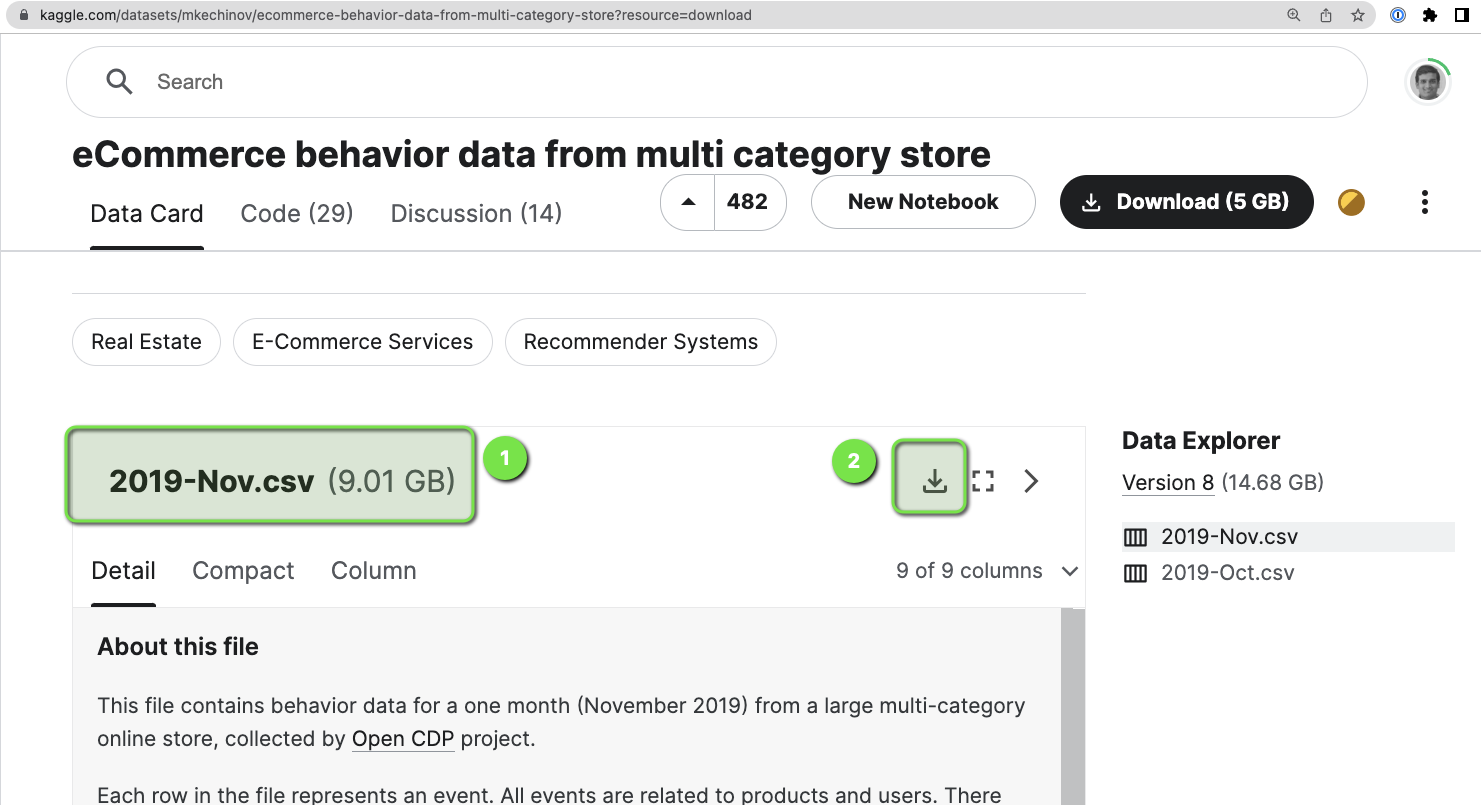 kaggle.com/datasets/mkechinov/ecommerce-behavior-data-from-multi-category-store?resource=download
Search
eCommerce behavior data from multi category store
Data Card Code (29) Discussion (14) 482 New Notebook Download (5 GB)
Real Estate E-Commerce Services Recommender Systems
2019-Nov.csv (9.01 GB) 1 2
Data Explorer
Version 8 (14.68 GB)
2019-Nov.csv
2019-Oct.csv
Detail Compact Column 9 of 9 columns
About this file
This file contains behavior data for a one month (November 2019) from a large multi-category
online store, collected by Open CDP project.
Each row in the file represents an event. All events are related to products and users. There